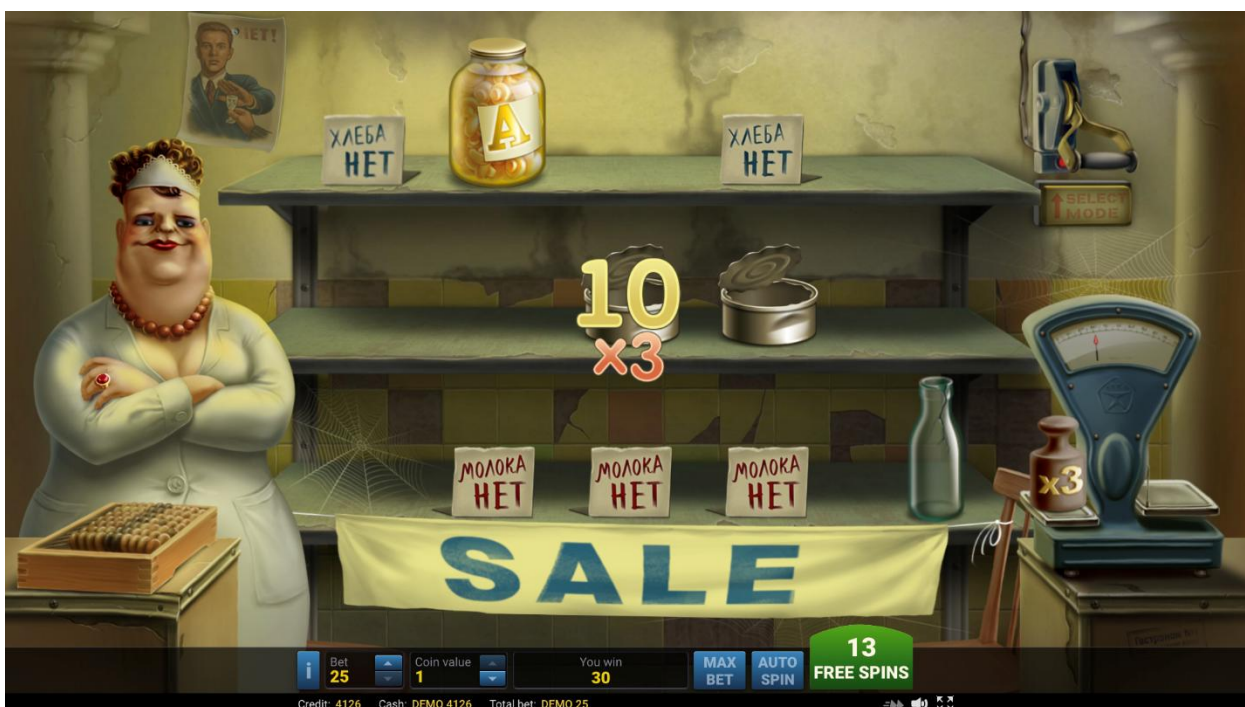 НЕТ!
ХЛЕБА
НЕТ
A
ХЛЕБА
НЕТ
SELECT
MODE
10
×3
МОЛОКА
НЕТ
МОЛОКА
НЕТ
МОЛОКА
НЕТ
x3
SALE
i
Bet
25
Coin value
1
You win
30
MAX
BET
AUTO
SPIN
13
FREE SPINS
Credit: 4126 Cash: DEMO 4126 Total bet: DEMO 25